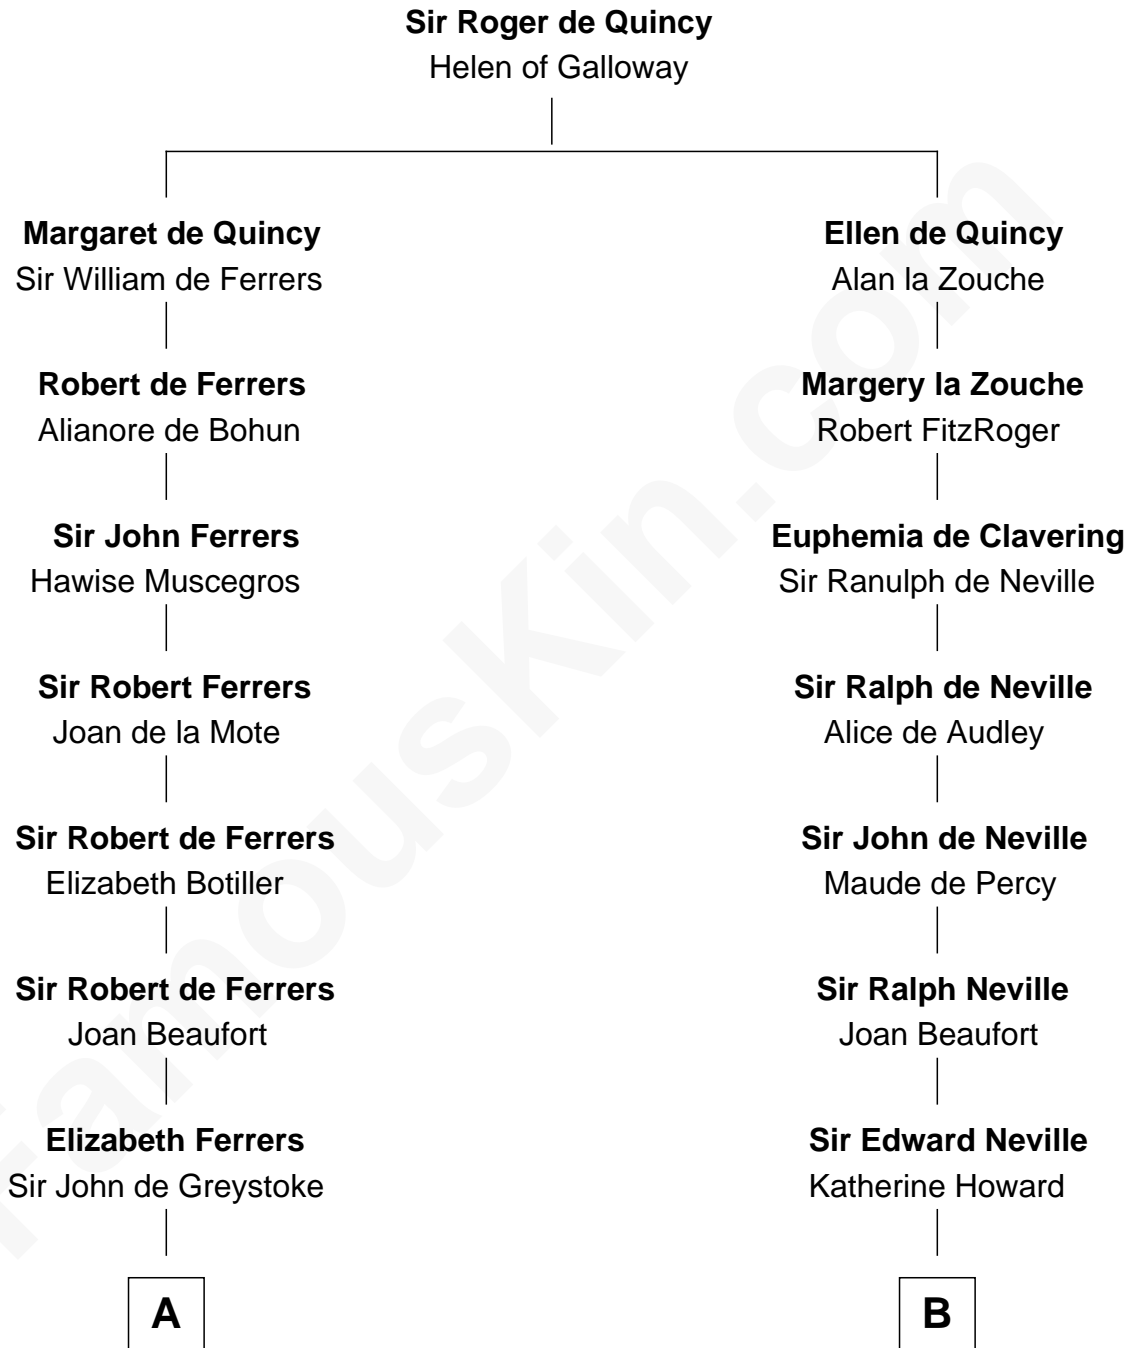 Sir Roger de Quincy
Helen of Galloway
Margaret de Quincy
Sir William de Ferrers
Ellen de Quincy
Alan la Zouche
Robert de Ferrers
Alianore de Bohun
Margery la Zouche
Robert FitzRoger
Sir John Ferrers
Hawise Muscegros
Euphemia de Clavering
Sir Ranulph de Neville
Sir Robert Ferrers
Joan de la Mote
Sir Ralph de Neville
Alice de Audley
Sir Robert de Ferrers
Elizabeth Botiller
Sir John de Neville
Maude de Percy
Sir Robert de Ferrers
Joan Beaufort
Sir Ralph Neville
Joan Beaufort
Elizabeth Ferrers
Sir John de Greystoke
Sir Edward Neville
Katherine Howard
A
B
FamousKin.com